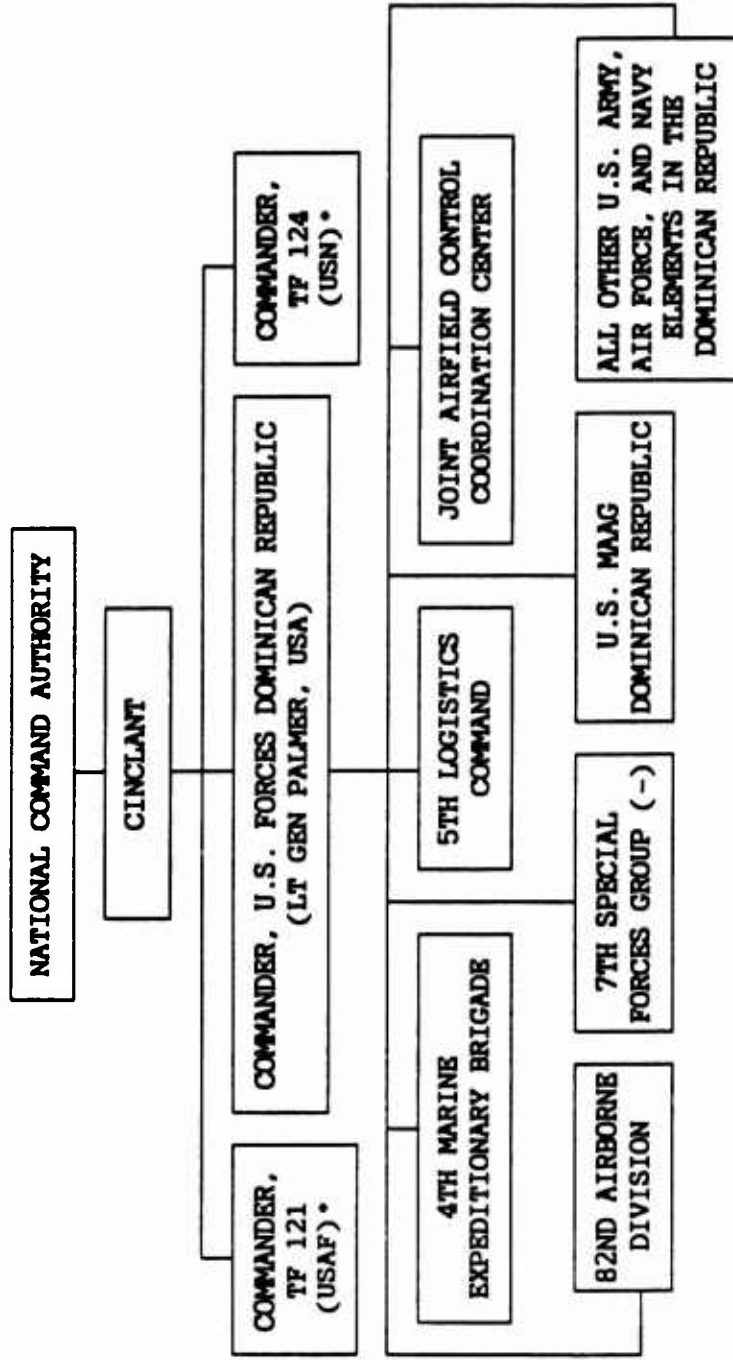 NATIONAL COMMAND AUTHORITY
CINCLANT
COMMANDER,
TF 121
(USAF)*
COMMANDER, U.S. FORCES DOMINICAN REPUBLIC
(LT GEN PALMER, USA)
COMMANDER,
TF 124
(USN)*
4TH MARINE
EXPEDITIONARY BRIGADE
5TH LOGISTICS
COMMAND
JOINT AIRFIELD CONTROL
COORDINATION CENTER
82ND AIRBORNE
DIVISION
7TH SPECIAL
FORCES GROUP (-)
U.S. MAAG
DOMINICAN REPUBLIC
ALL OTHER U.S. ARMY,
AIR FORCE, AND NAVY
ELEMENTS IN THE
DOMINICAN REPUBLIC